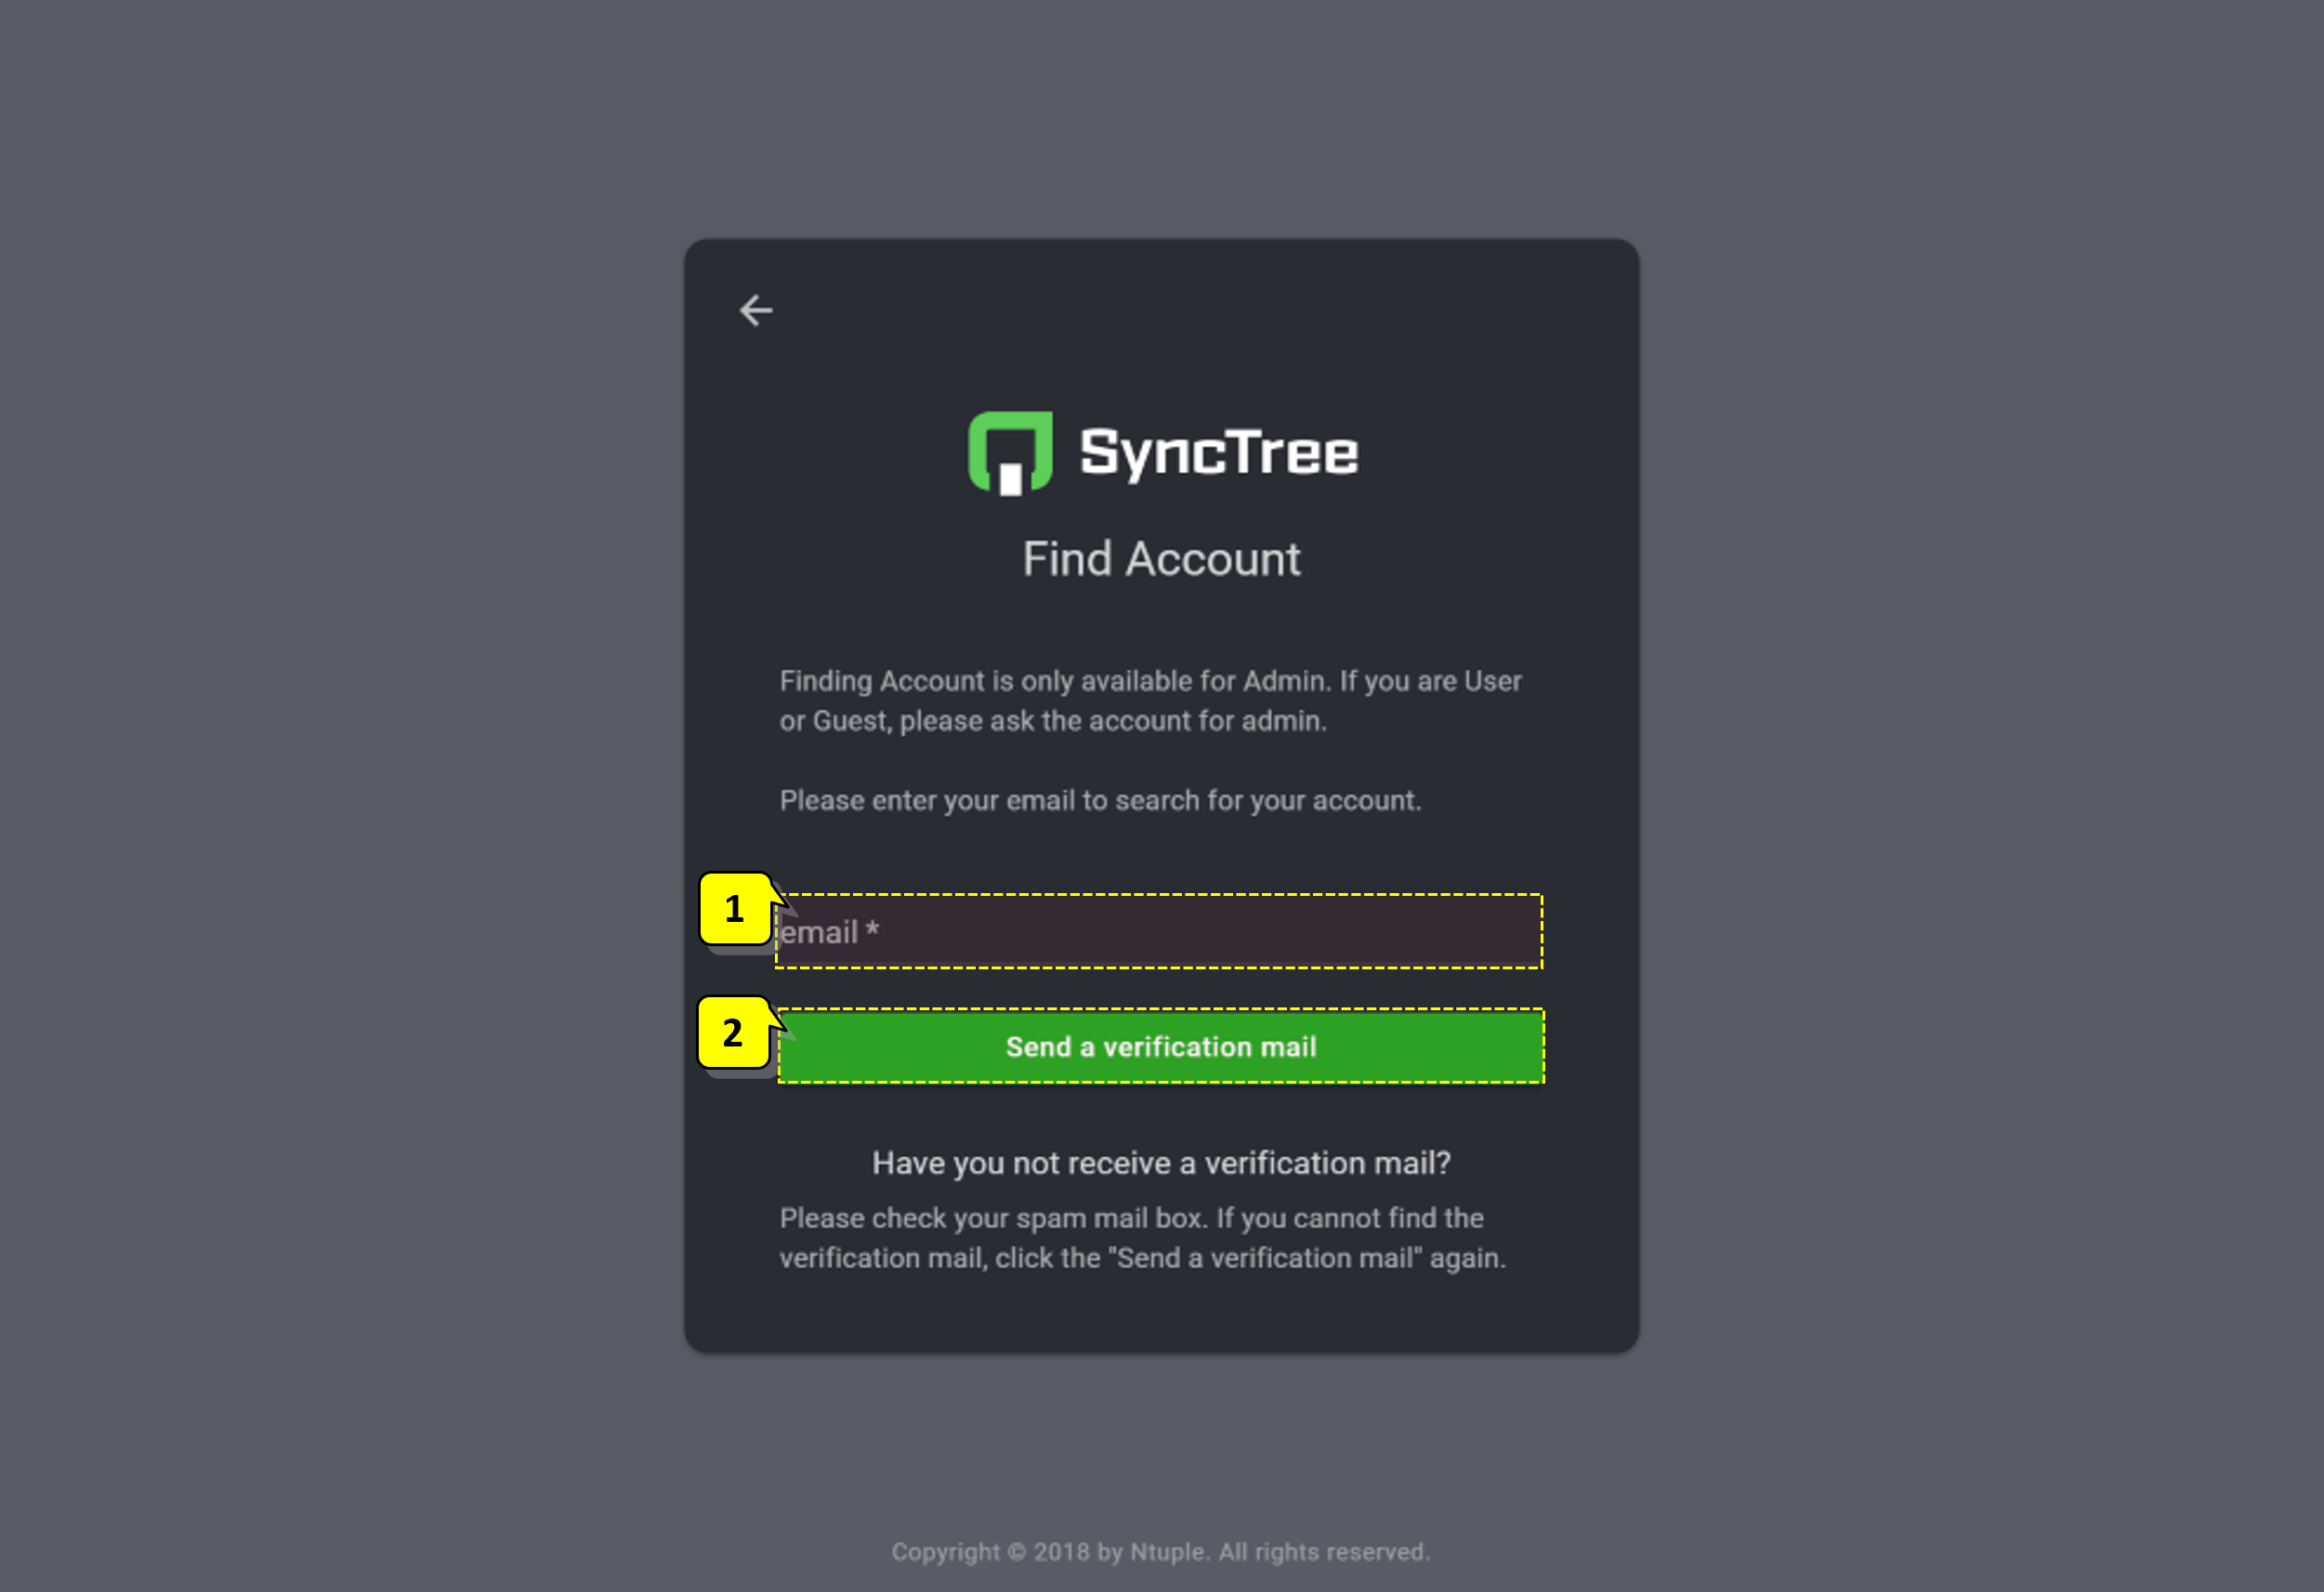 SyncTree
Find Account
Finding Account is only available for Admin. If you are User
or Guest, please ask the account for admin.
Please enter your email to search for your account.
1
email *
2
Send a verification mail
Have you not receive a verification mail?
Please check your spam mail box. If you cannot find the
verification mail, click the "Send a verification mail" again.
Copyright © 2018 by Ntuple. All rights reserved.